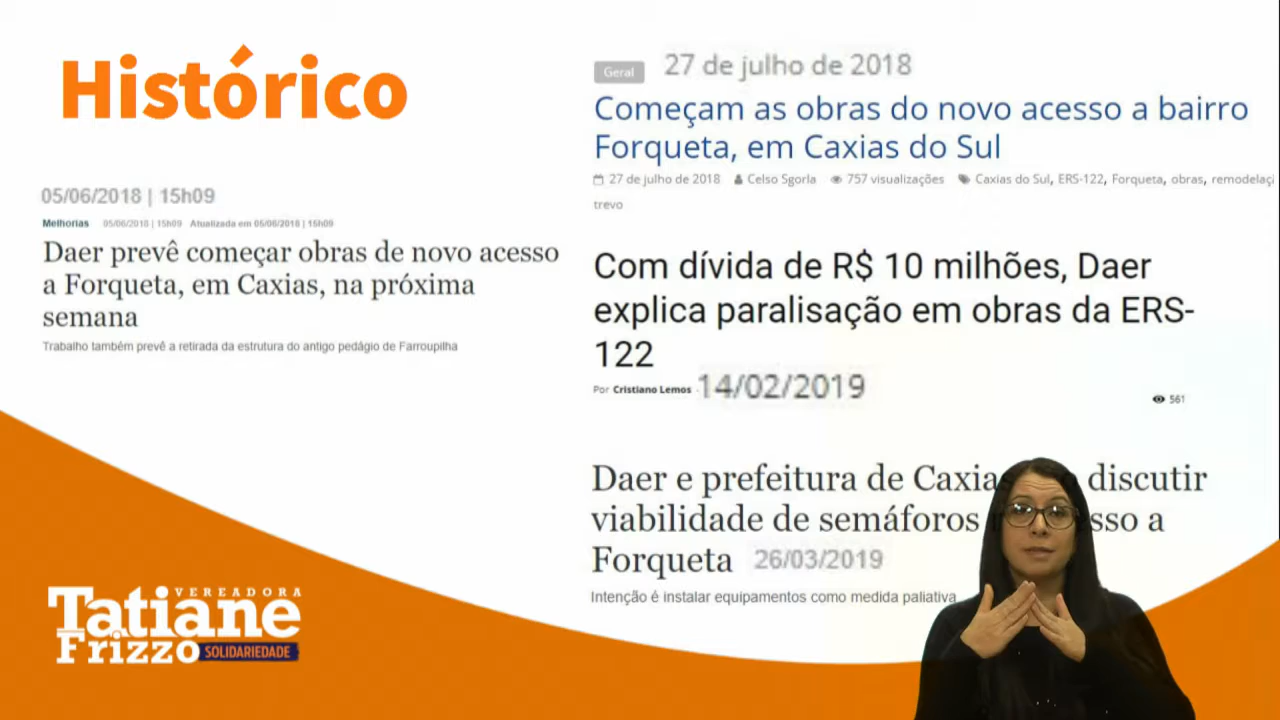 Histórico
05/06/2018 | 15h09
Melhorias 05/06/2018 | 15h09 Atualizada em 05/06/2018 | 15h09
Daer prevê começar obras de novo acesso
a Forqueta, em Caxias, na próxima
semana
Trabalho também prevê a retirada da estrutura do antigo pedágio de Farroupilha
Geral 27 de julho de 2018
Começam as obras do novo acesso a bairro
Forqueta, em Caxias do Sul
27 de julho de 2018 Celso Sgorla 757 visualizações Caxias do Sul, ERS-122, Forqueta, obras, remodelaçã
trevo
Com dívida de R$ 10 milhões, Daer
explica paralisação em obras da ERS-
122
Por Cristiano Lemos - 14/02/2019
561
Daer e prefeitura de Caxias discutir
viabilidade de semáforos
Forqueta 26/03/2019
Intenção é instalar equipamentos como medida paliativa
VEREADORA
Tatiane
Frizzo SOLIDARIEDADE